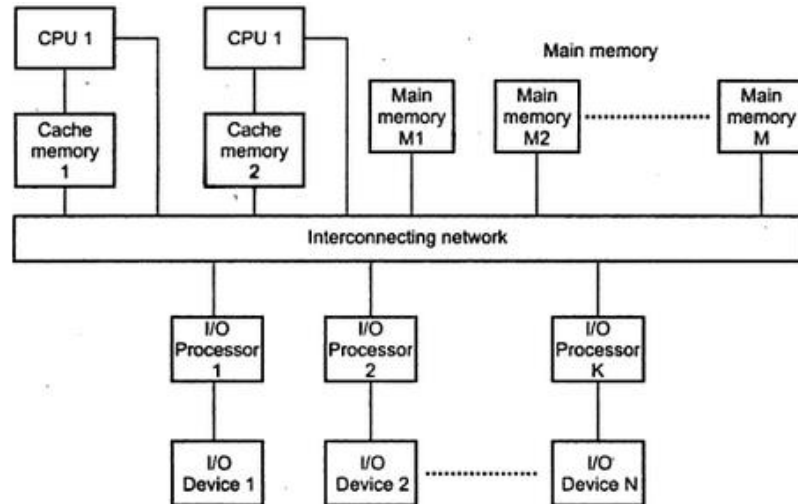 CPU 1
CPU 1
Main memory
Cache
memory
1
Cache
memory
2
Main
memory
M1
Main
memory
M2
Main
memory
M
Interconnecting network
I/O
Processor
1
I/O
Processor
2
I/O
Processor
K
I/O
Device 1
I/O
Device 2
I/O
Device N